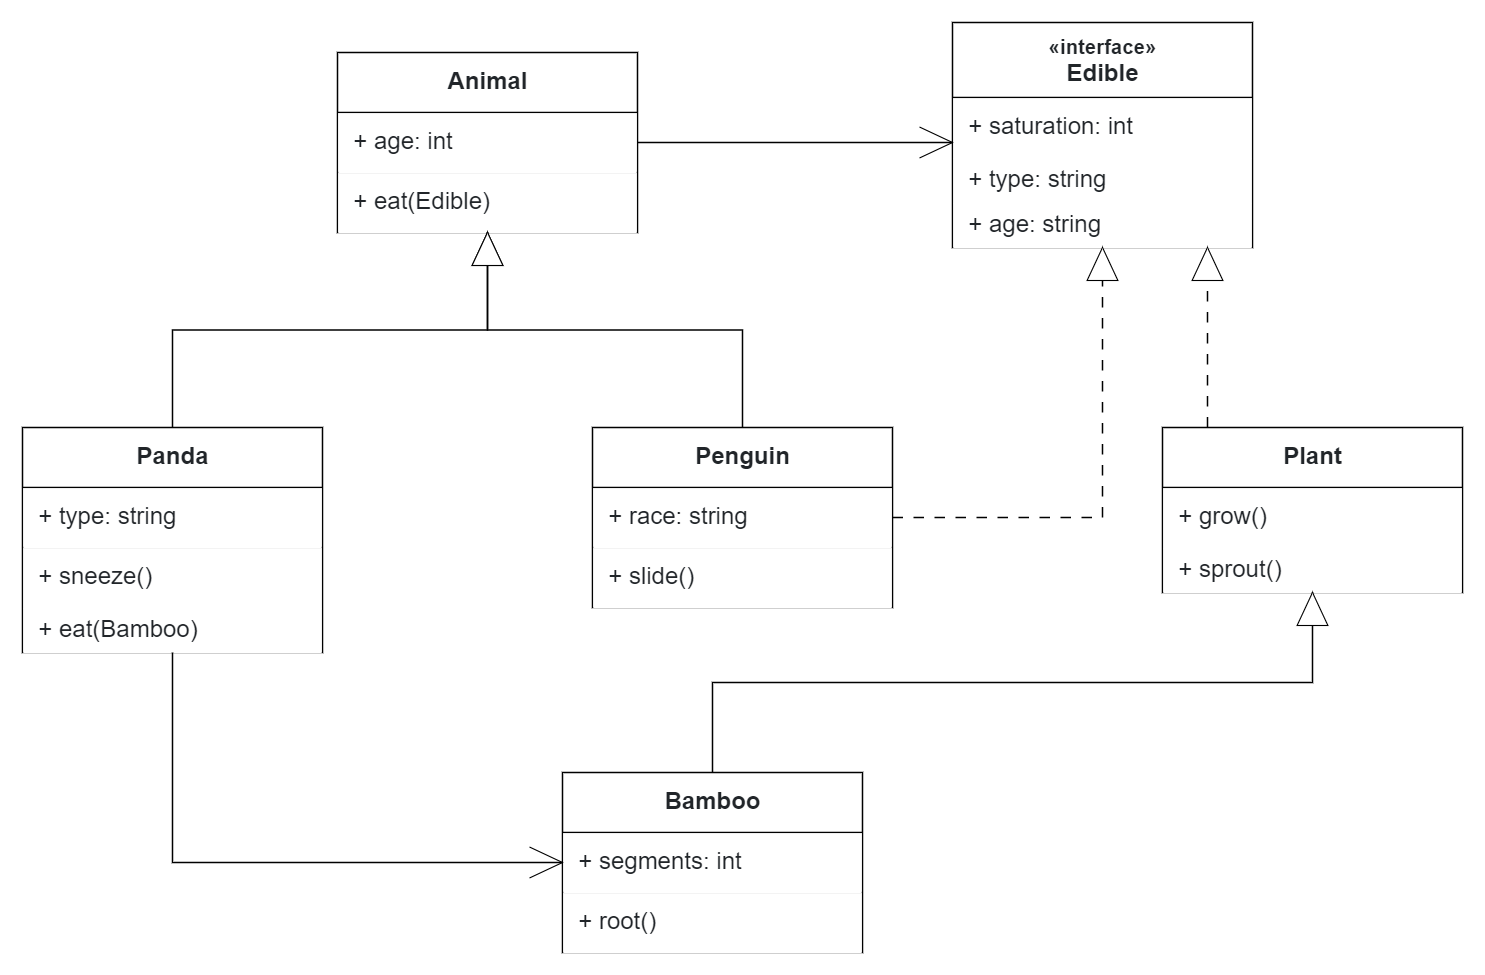 Animal
+ age: int
+ eat(Edible)
«interface»
Edible
+ saturation: int
+ type: string
+ age: string
Panda
+ type: string
+ sneeze()
+ eat(Bamboo)
Penguin
+ race: string
+ slide()
Plant
+ grow()
+ sprout()
Bamboo
+ segments: int
+ root()